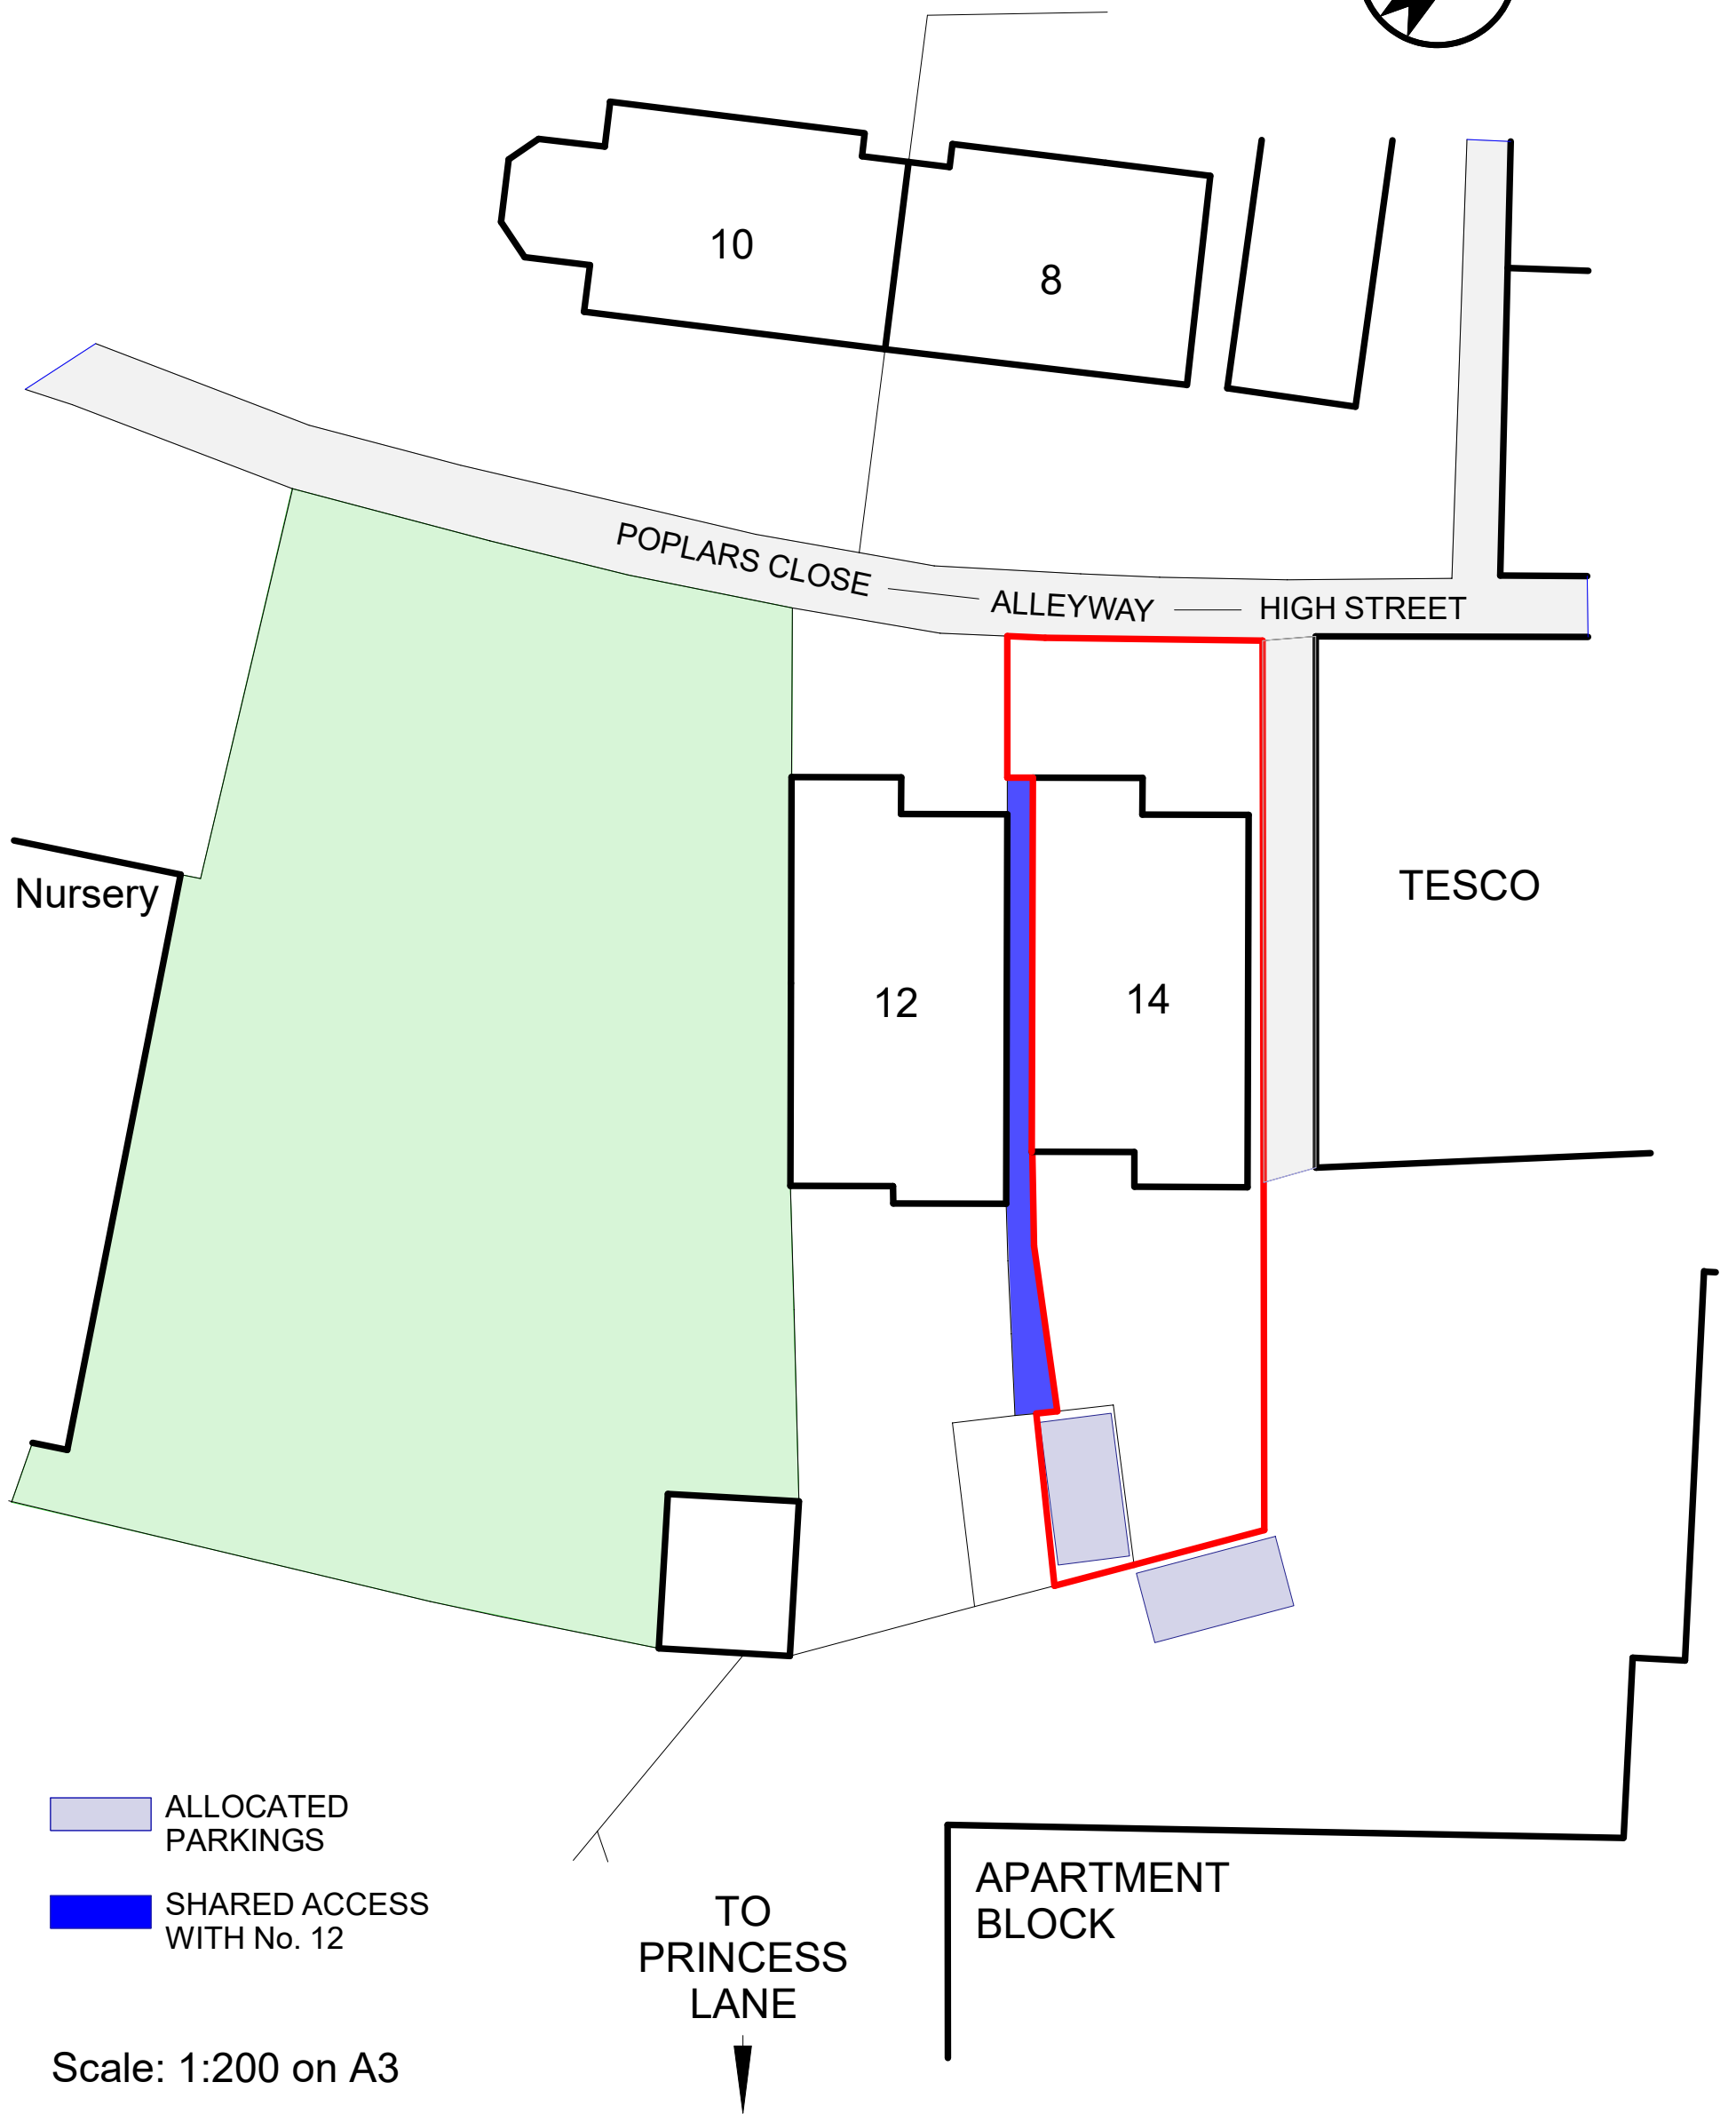 10
8
POPLARS CLOSE
ALLEYWAY
HIGH STREET
Nursery
TESCO
12
14
ALLOCATED
PARKINGS
SHARED ACCESS
WITH No. 12
TO
PRINCESS
LANE
APARTMENT
BLOCK
Scale: 1:200 on A3